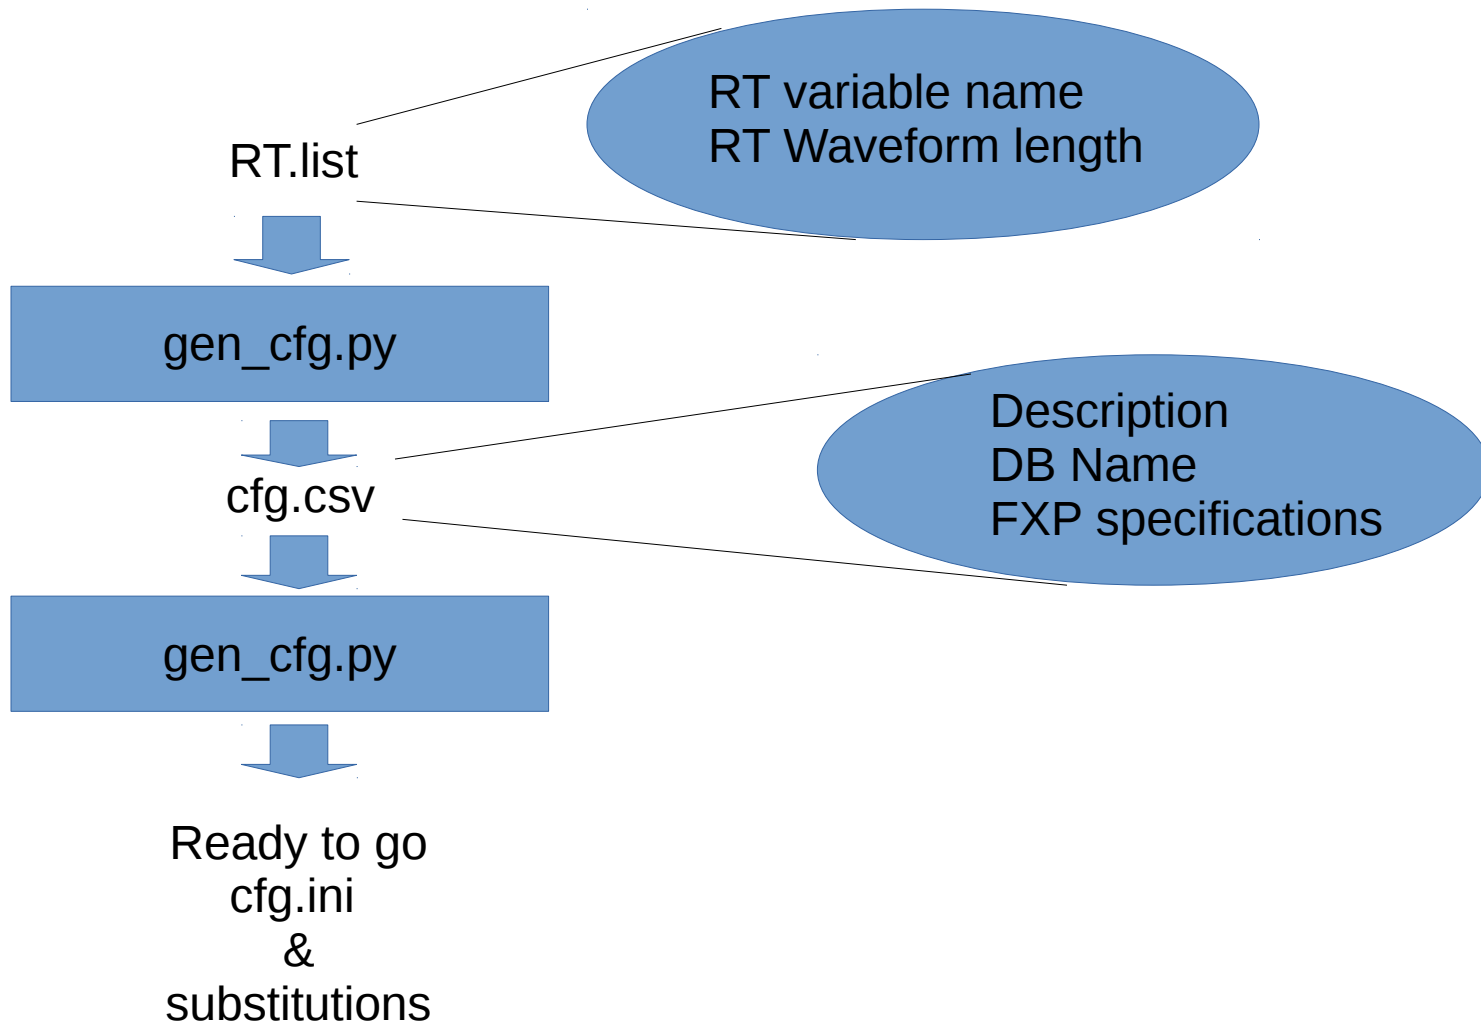 RT variable name
RT Waveform length
RT.list
gen_cfg.py
Description
DB Name
FXP specifications
cfg.csv
gen_cfg.py
Ready to go
cfg.ini
&
substitutions